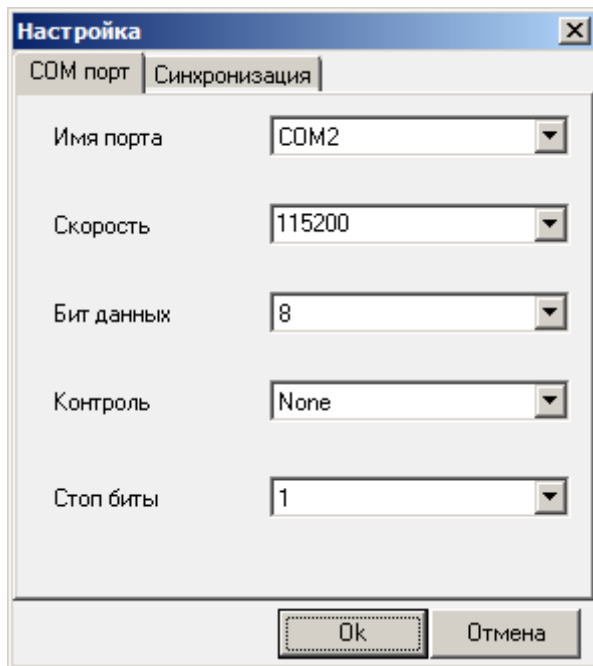 Настройка
COM порт Синхронизация
Имя порта COM2
Скорость 115200
Бит данных 8
Контроль None
Стоп биты 1
Ok Отмена